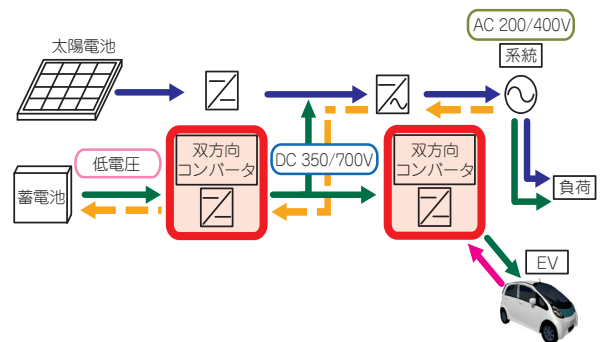 太陽電池
AC 200/400V
系統
低電圧
双方向
コンバータ
DC 350/700V
双方向
コンバータ
蓄電池
負荷
EV